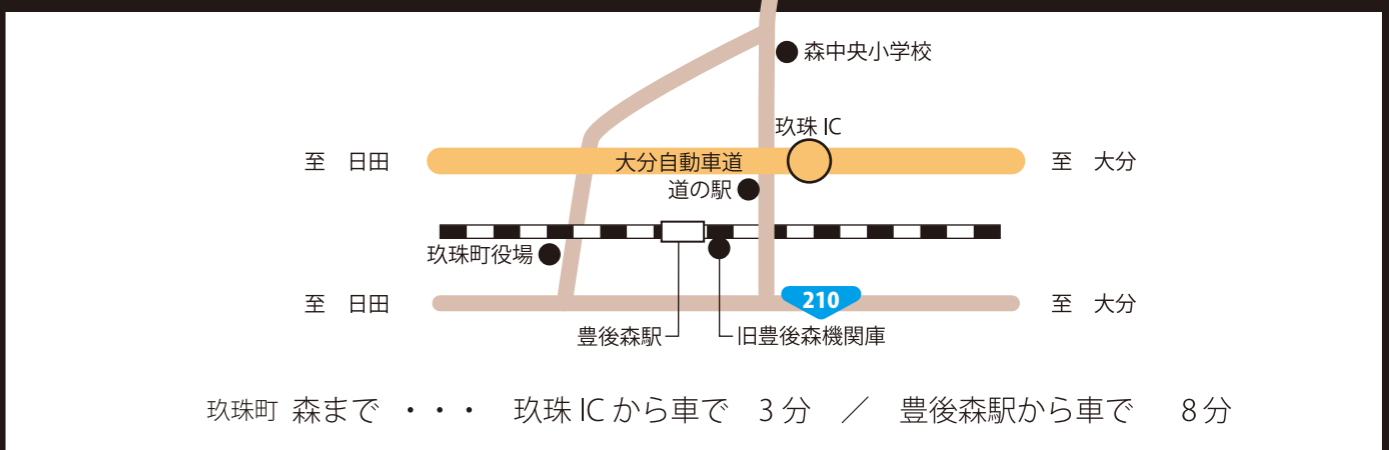 森中央小学校
玖珠 IC
至　日田
大分自動車道
至　大分
道の駅
玖珠町役場
至　日田
210
至　大分
豊後森駅
旧豊後森機関庫
玖珠町 森まで ・・・　玖珠 IC から車で　3 分　／　豊後森駅から車で　8 分